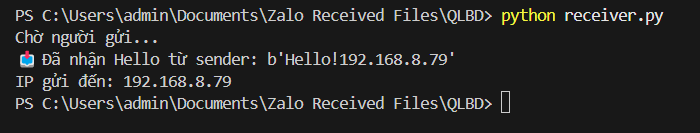 PS C:\Users\admin\Documents\Zalo Received Files\QLBD> python receiver.py
Chờ người gửi...
📥 Đã nhận Hello từ sender: b'Hello!192.168.8.79'
IP gửi đến: 192.168.8.79
PS C:\Users\admin\Documents\Zalo Received Files\QLBD>